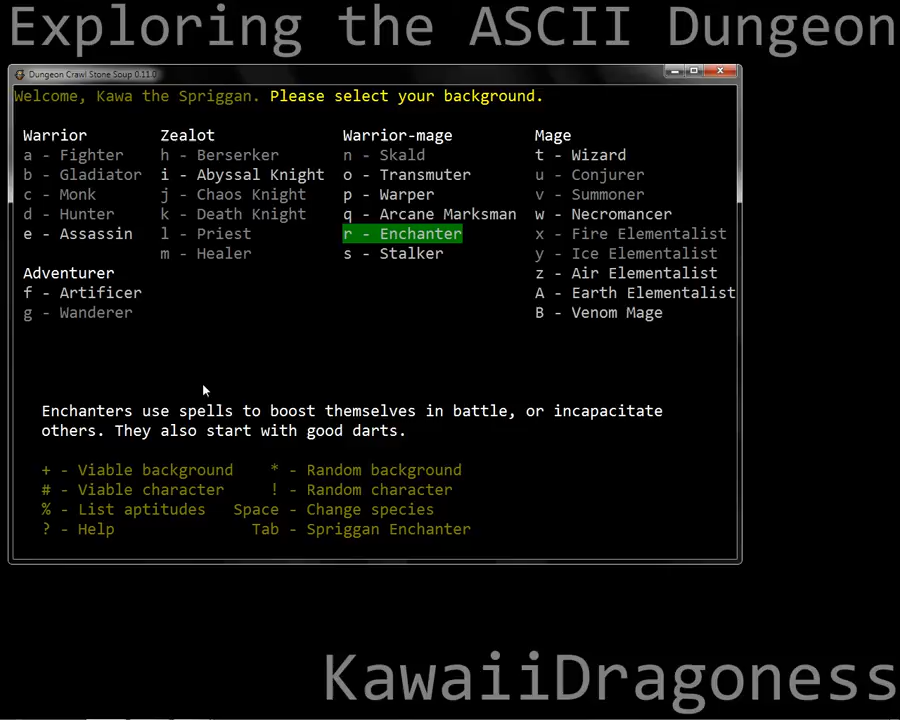 Exploring the ASCII Dungeon
Dungeon Crawl Stone Soup 0.11.0
Welcome, Kawa the Spriggan. Please select your background.
Warrior Zealot Warrior-mage Mage
a - Fighter h - Berserker n - Skald t - Wizard
b - Gladiator i - Abyssal Knight o - Transmuter u - Conjurer
c - Monk j - Chaos Knight p - Warper v - Summoner
d - Hunter k - Death Knight q - Arcane Marksman w - Necromancer
e - Assassin l - Priest r - Enchanter x - Fire Elementalist
m - Healer s - Stalker y - Ice Elementalist
Adventurer z - Air Elementalist
f - Artificer A - Earth Elementalist
g - Wanderer B - Venom Mage
Enchanters use spells to boost themselves in battle, or incapacitate
others. They also start with good darts.
+ - Viable background * - Random background
# - Viable character ! - Random character
% - List aptitudes Space - Change species
? - Help Tab - Spriggan Enchanter
KawaiiDragoness